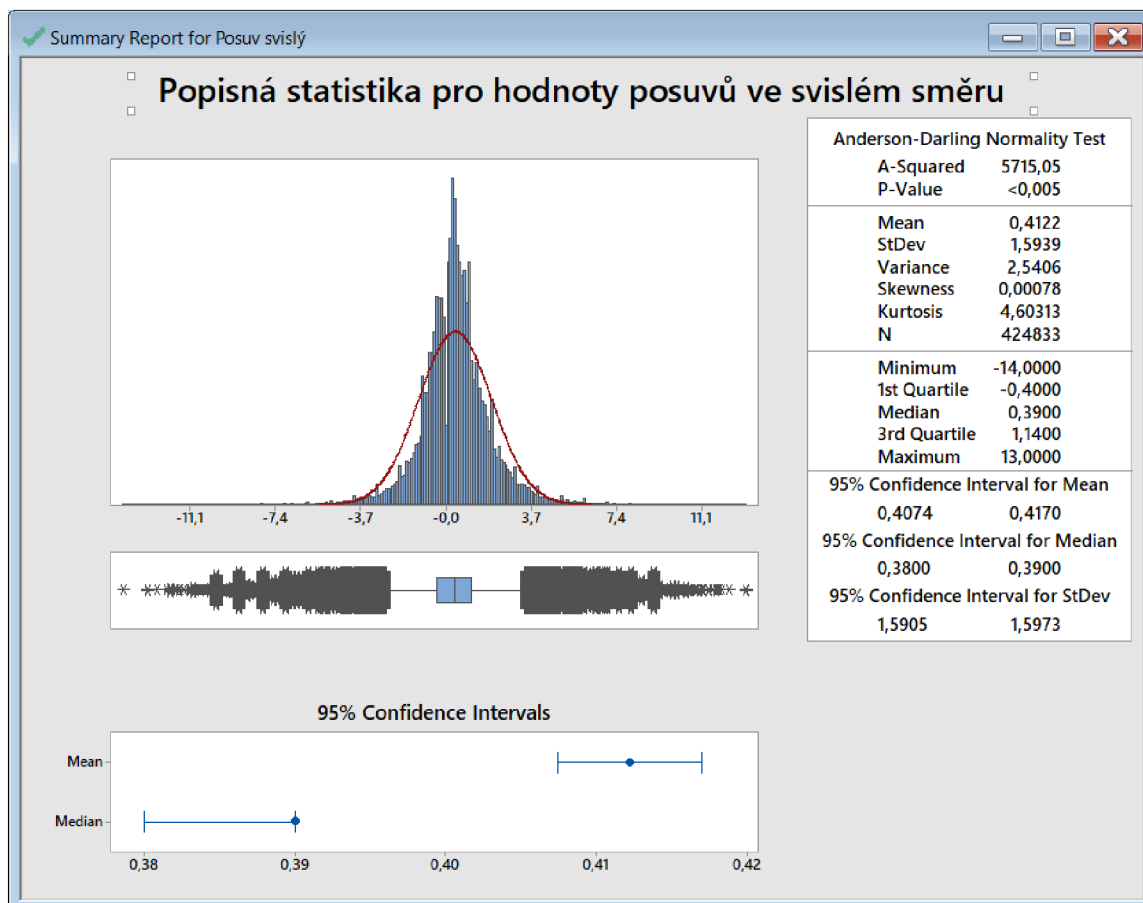 Summary Report for Posuv svislý
Popisná statistika pro hodnoty posuvů ve svislém směru
Anderson-Darling Normality Test
A-Squared 5715,05
P-Value <0,005
Mean 0,4122
StDev 1,5939
Variance 2,5406
Skewness 0,00078
Kurtosis 4,60313
N 424833
Minimum -14,0000
1st Quartile -0,4000
Median 0,3900
3rd Quartile 1,1400
Maximum 13,0000
95% Confidence Interval for Mean
0,4074 0,4170
95% Confidence Interval for Median
0,3800 0,3900
95% Confidence Interval for StDev
1,5905 1,5973
-11,1 -7,4 -3,7 -0,0 3,7 7,4 11,1
95% Confidence Intervals
Mean
Median
0,38 0,39 0,40 0,41 0,42